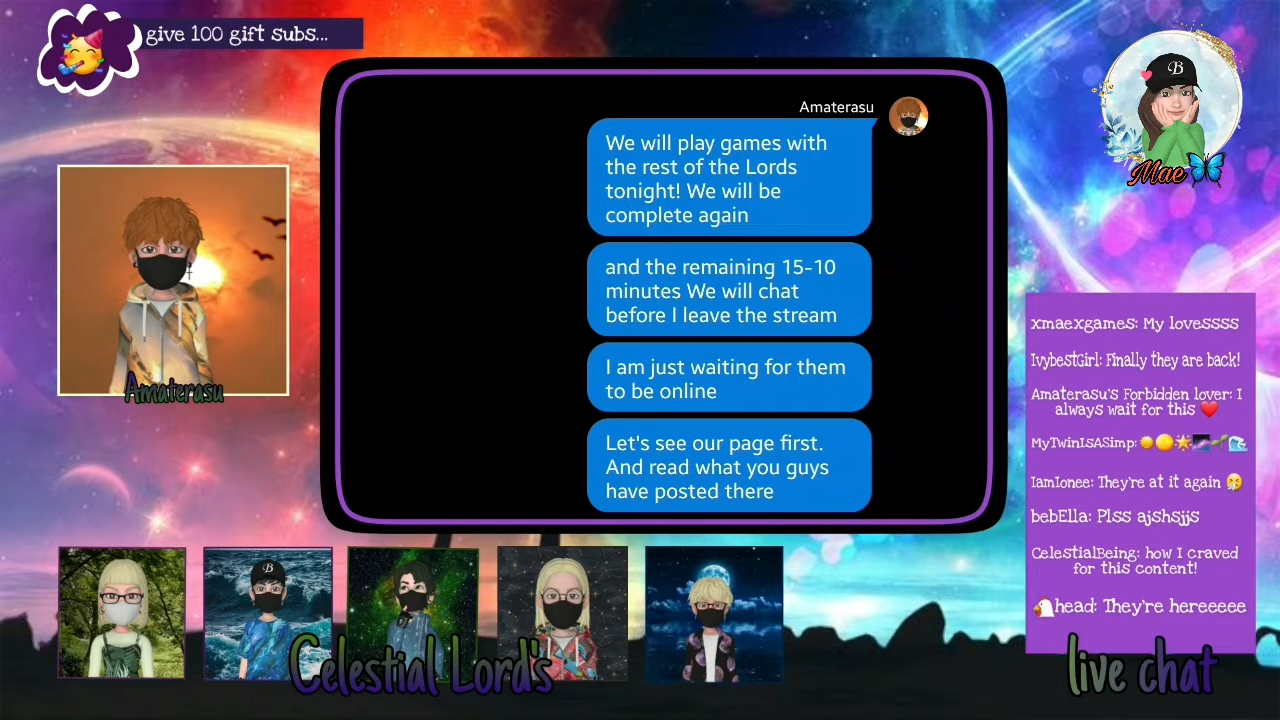 give 100 gift subs...
B
Mae
Amaterasu
We will play games with
the rest of the Lords
tonight! We will be
complete again
and the remaining 15-10
minutes We will chat
before I leave the stream
I am just waiting for them
to be online
Let's see our page first.
And read what you guys
have posted there
Amaterasu
xmaexgames: My lovessss
IvybestGirl: Finally they are back!
Amaterasu's Forbidden lover: I
always wait for this ❤️
MyTwinIsASimp: ☀️🌕🌟🌌🌱🌊
IamIonee: They're at it again 🤧
bebElla: Plss ajshsjjs
CelestialBeing: how I craved
for this content!
🐔head: They're hereeeee
B
Celestial Lord's
live chat